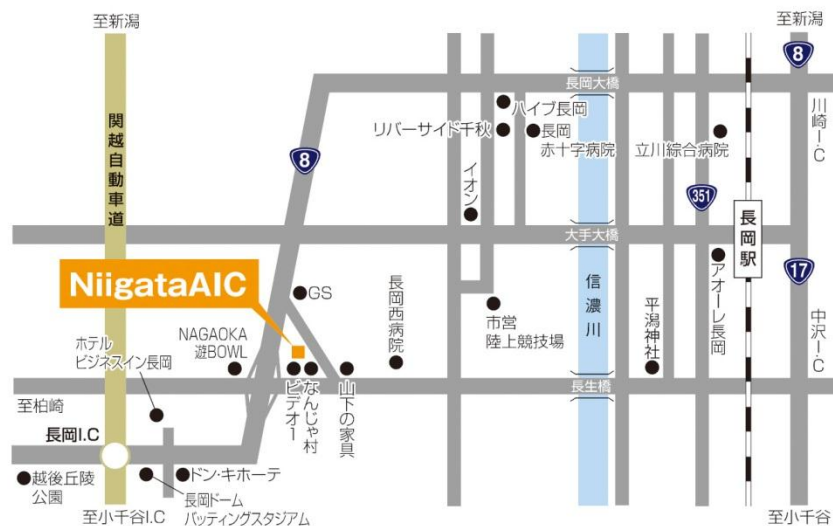 至新潟
至新潟
8
長岡大橋
ハイブ長岡
リバーサイド千秋
長岡
赤十字病院
立川綜合病院
川崎I.C
関越自動車道
8
イオン
351
大手大橋
長岡駅
NiigataAIC
GS
長岡西病院
市営
陸上競技場
信濃川
平潟神社
アオーレ長岡
17
中沢I.C
NAGAOKA
遊BOWL
ホテル
ビジネスイン長岡
至柏崎
ビデオ1
なんじゃ村
山下の家具
長生橋
長岡I.C
越後丘陵
公園
ドン・キホーテ
長岡ドーム
バッティングスタジアム
至小千谷I.C
至小千谷